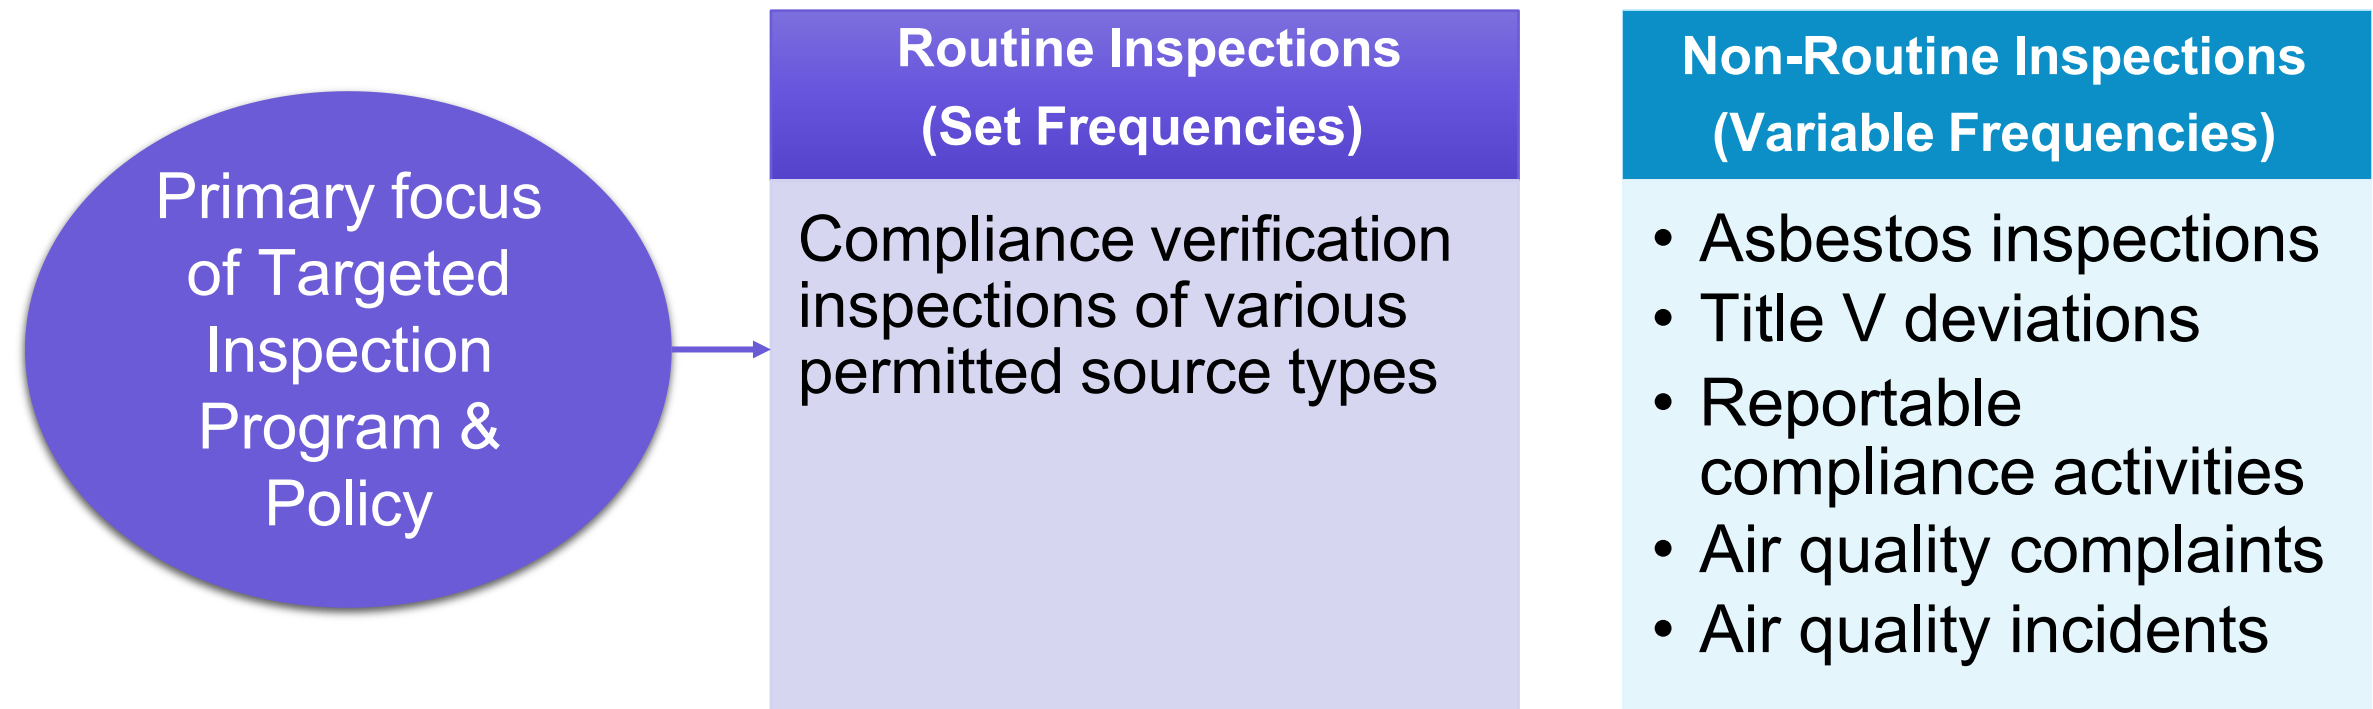 Primary focus
of Targeted
Inspection
Program &
Policy
Routine Inspections
(Set Frequencies)
Compliance verification
inspections of various
permitted source types
Non-Routine Inspections
(Variable Frequencies)
• Asbestos inspections
• Title V deviations
• Reportable
compliance activities
• Air quality complaints
• Air quality incidents